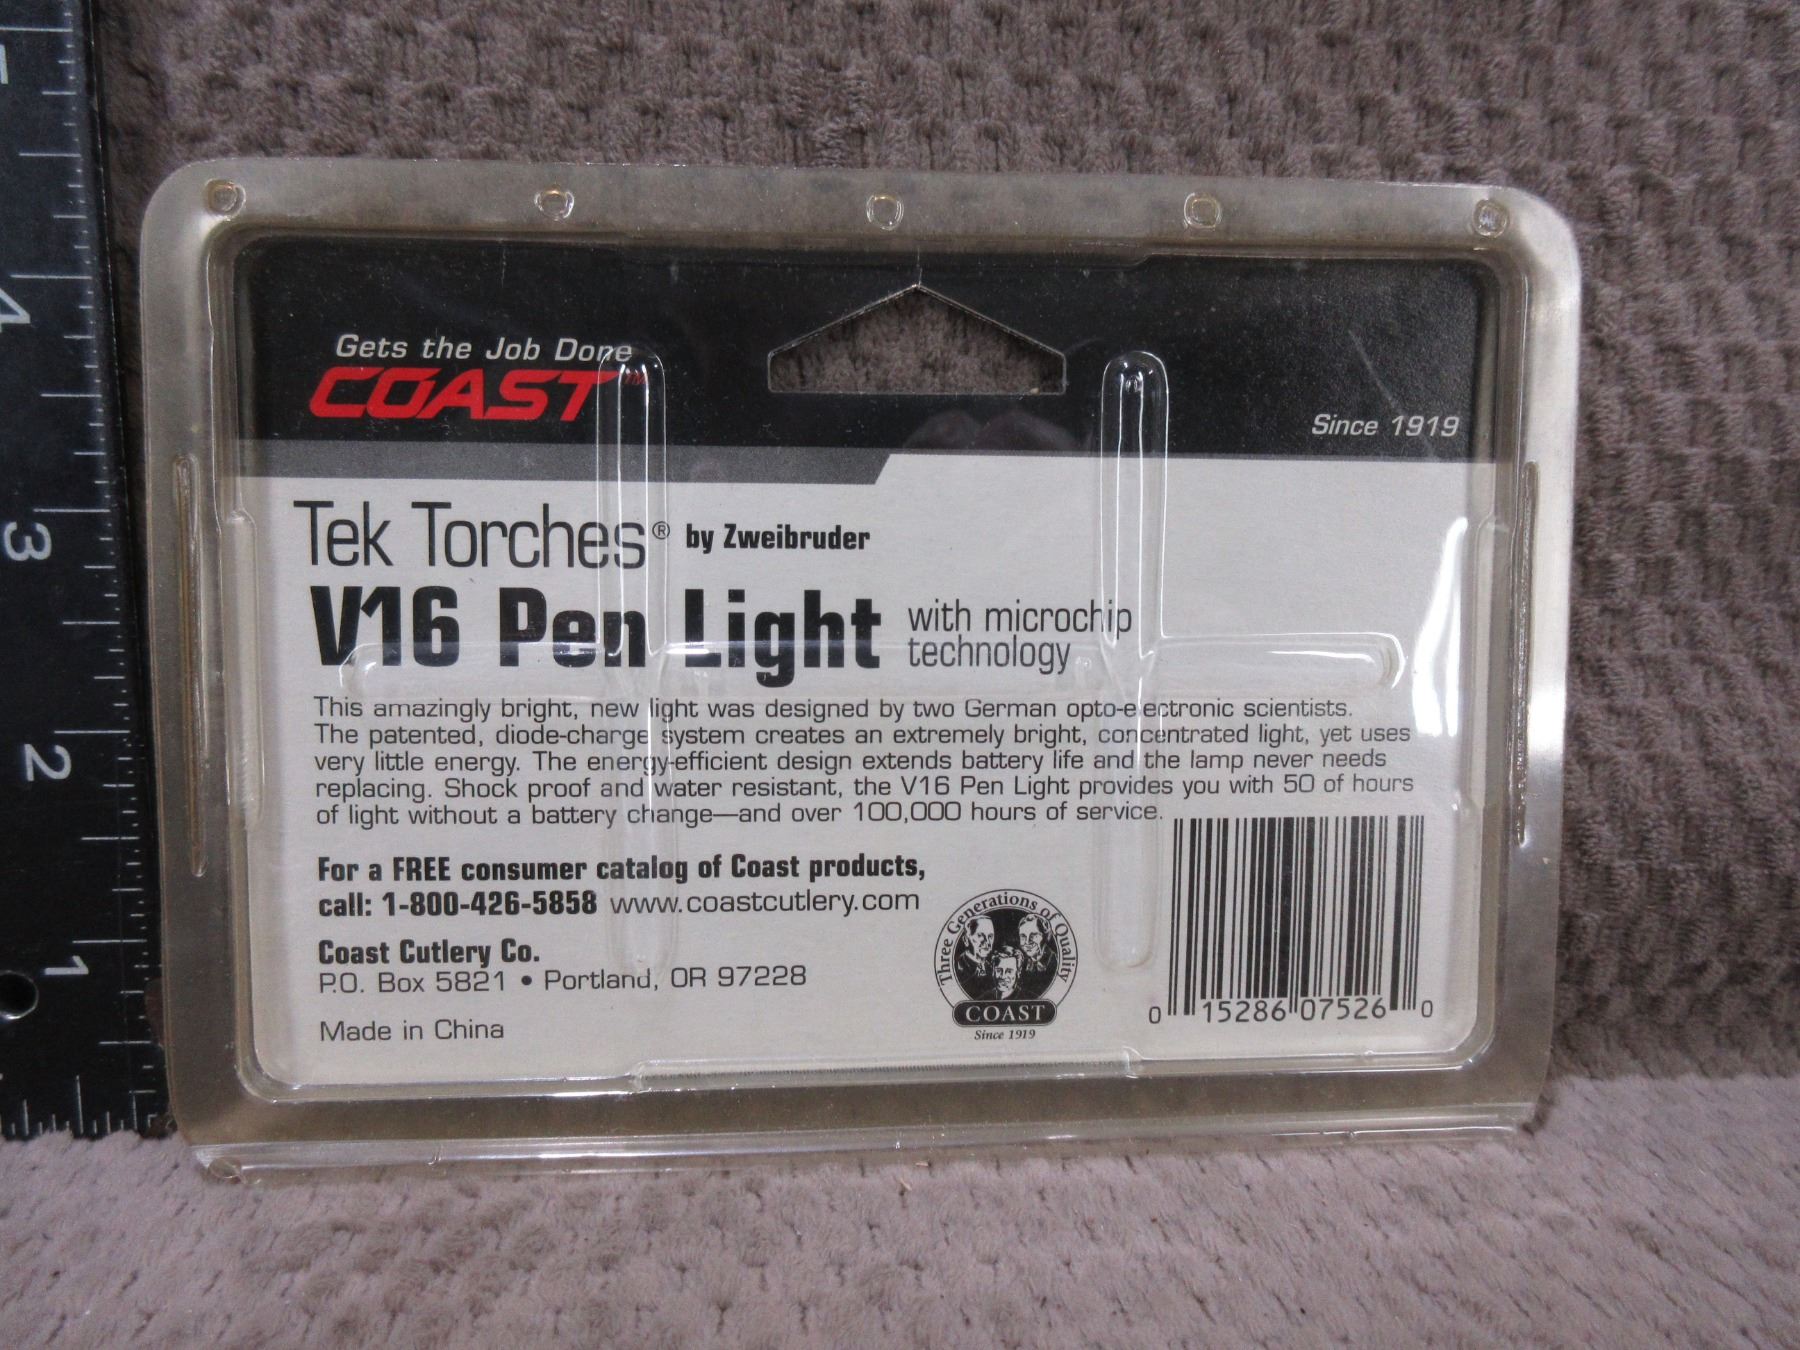 Gets the Job Done
COAST™
Since 1919
Tek Torches® by Zweibruder
V16 Pen Light with microchip
technology
This amazingly bright, new light was designed by two German opto-electronic scientists.
The patented, diode-charge system creates an extremely bright, concentrated light, yet uses
very little energy. The energy-efficient design extends battery life and the lamp never needs
replacing. Shock proof and water resistant, the V16 Pen Light provides you with 50 of hours
of light without a battery change—and over 100,000 hours of service.
For a FREE consumer catalog of Coast products,
call: 1-800-426-5858 www.coastcutlery.com
Coast Cutlery Co.
P.O. Box 5821 • Portland, OR 97228
Made in China
Three Generations of Quality
COAST
Since 1919
0 15286 07526 0
4
3
2
1